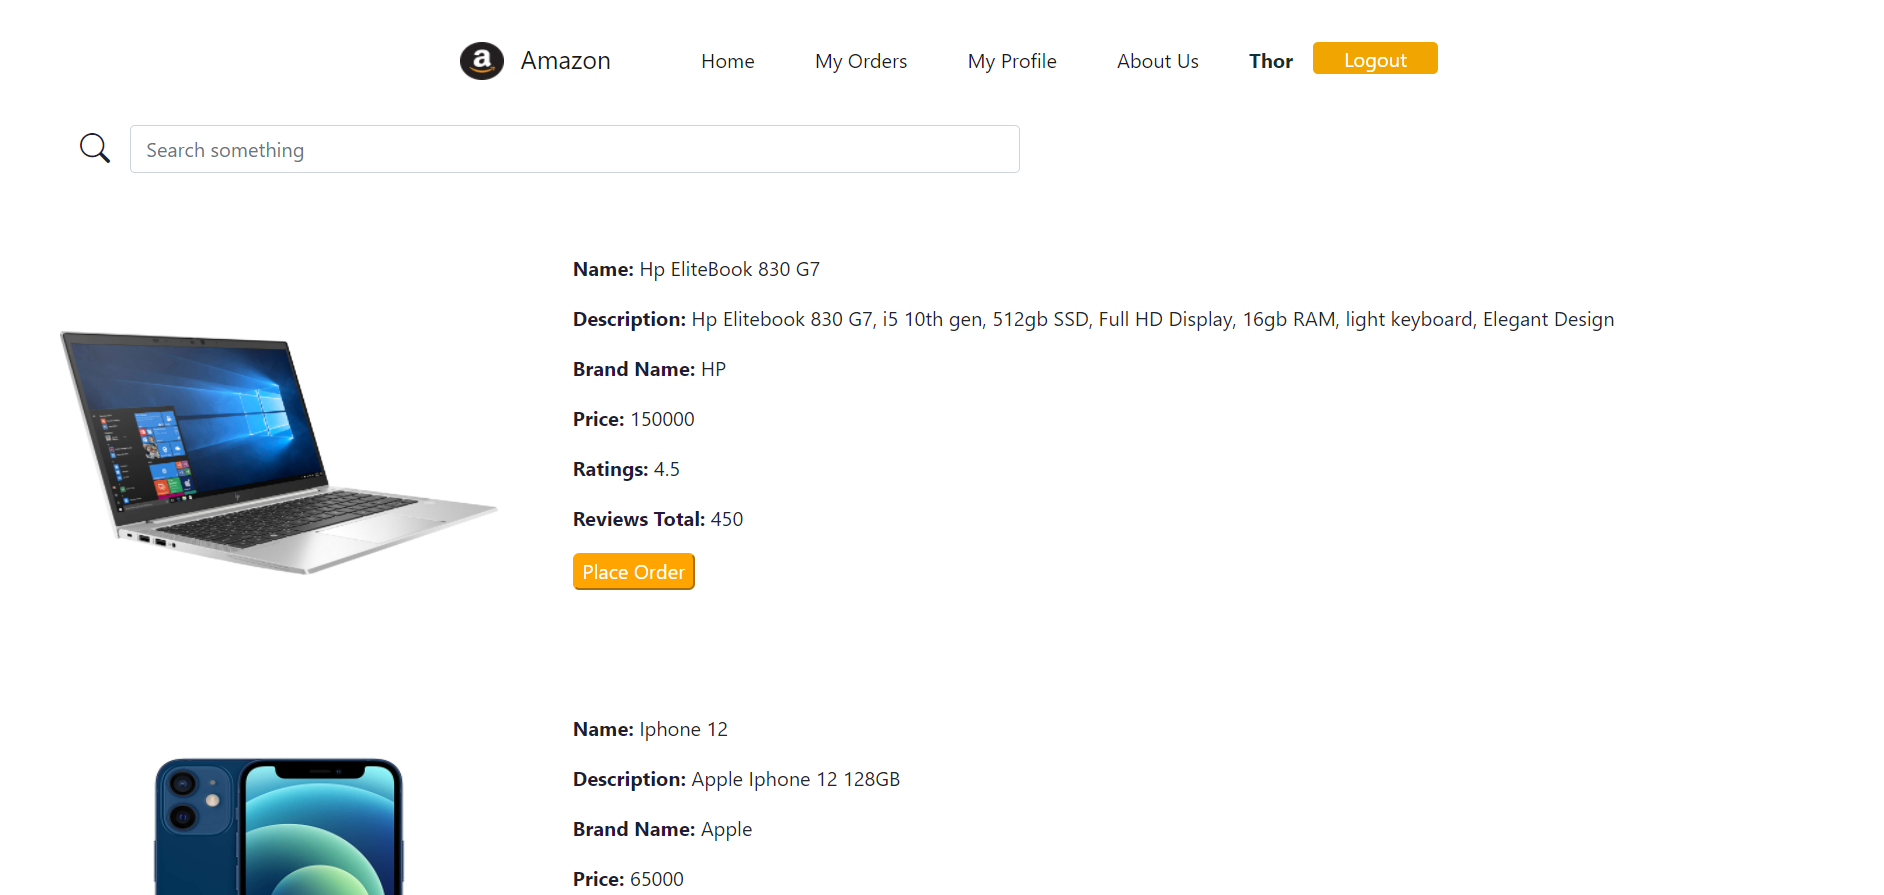 a Amazon Home My Orders My Profile About Us Thor Logout
Search something
Name: Hp EliteBook 830 G7
Description: Hp Elitebook 830 G7, i5 10th gen, 512gb SSD, Full HD Display, 16gb RAM, light keyboard, Elegant Design
Brand Name: HP
Price: 150000
Ratings: 4.5
Reviews Total: 450
Place Order
Name: Iphone 12
Description: Apple Iphone 12 128GB
Brand Name: Apple
Price: 65000